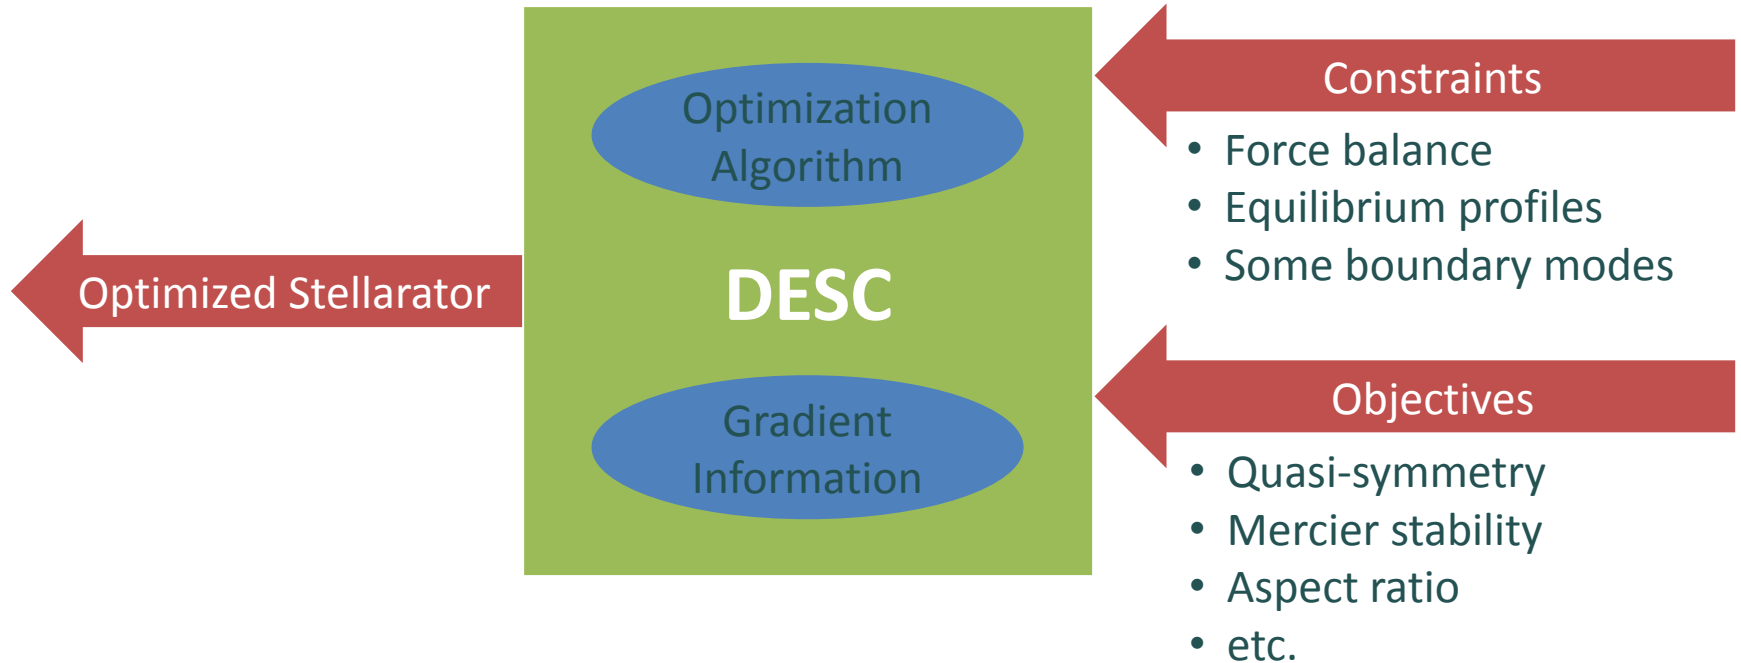 Optimization
Algorithm
DESC
Gradient
Information
Optimized Stellarator
Constraints
• Force balance
• Equilibrium profiles
• Some boundary modes
Objectives
• Quasi-symmetry
• Mercier stability
• Aspect ratio
• etc.